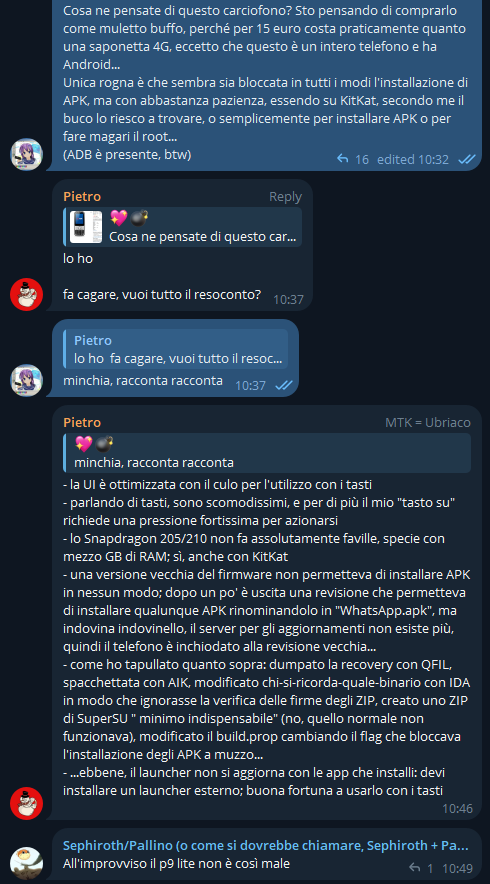 Cosa ne pensate di questo carciofono? Sto pensando di comprarlo
come muletto buffo, perché per 15 euro costa praticamente quanto
una saponetta 4G, eccetto che questo è un intero telefono e ha
Android...
Unica rogna è che sembra sia bloccata in tutti i modi l'installazione di
APK, ma con abbastanza pazienza, essendo su KitKat, secondo me il
buco lo riesco a trovare, o semplicemente per installare APK o per
fare magari il root...
(ADB è presente, btw)
16 edited 10:32
Pietro Reply
Cosa ne pensate di questo car...
lo ho
fa cagare, vuoi tutto il resoconto? 10:37
Pietro
lo ho fa cagare, vuoi tutto il resoc...
minchia, racconta racconta 10:37
Pietro MTK = Ubriaco
minchia, racconta racconta
- la UI è ottimizzata con il culo per l'utilizzo con i tasti
- parlando di tasti, sono scomodissimi, e per di più il mio "tasto su"
richiede una pressione fortissima per azionarsi
- lo Snapdragon 205/210 non fa assolutamente faville, specie con
mezzo GB di RAM; sì, anche con KitKat
- una versione vecchia del firmware non permetteva di installare APK
in nessun modo; dopo un po' è uscita una revisione che permetteva
di installare qualunque APK rinominandolo in "WhatsApp.apk", ma
indovina indovinello, il server per gli aggiornamenti non esiste più,
quindi il telefono è inchiodato alla revisione vecchia...
- come ho tapullato quanto sopra: dumpato la recovery con QFIL,
spacchettata con AIK, modificato chi-si-ricorda-quale-binario con IDA
in modo che ignorasse la verifica delle firme degli ZIP, creato uno ZIP
di SuperSU " minimo indispensabile" (no, quello normale non
funzionava), modificato il build.prop cambiando il flag che bloccava
l'installazione degli APK a muzzo...
- ...ebbene, il launcher non si aggiorna con le app che installi: devi
installare un launcher esterno; buona fortuna a usarlo con i tasti
10:46
Sephiroth/Pallino (o come si dovrebbe chiamare, Sephiroth + Pa...
All'improvviso il p9 lite non è così male 1 10:49